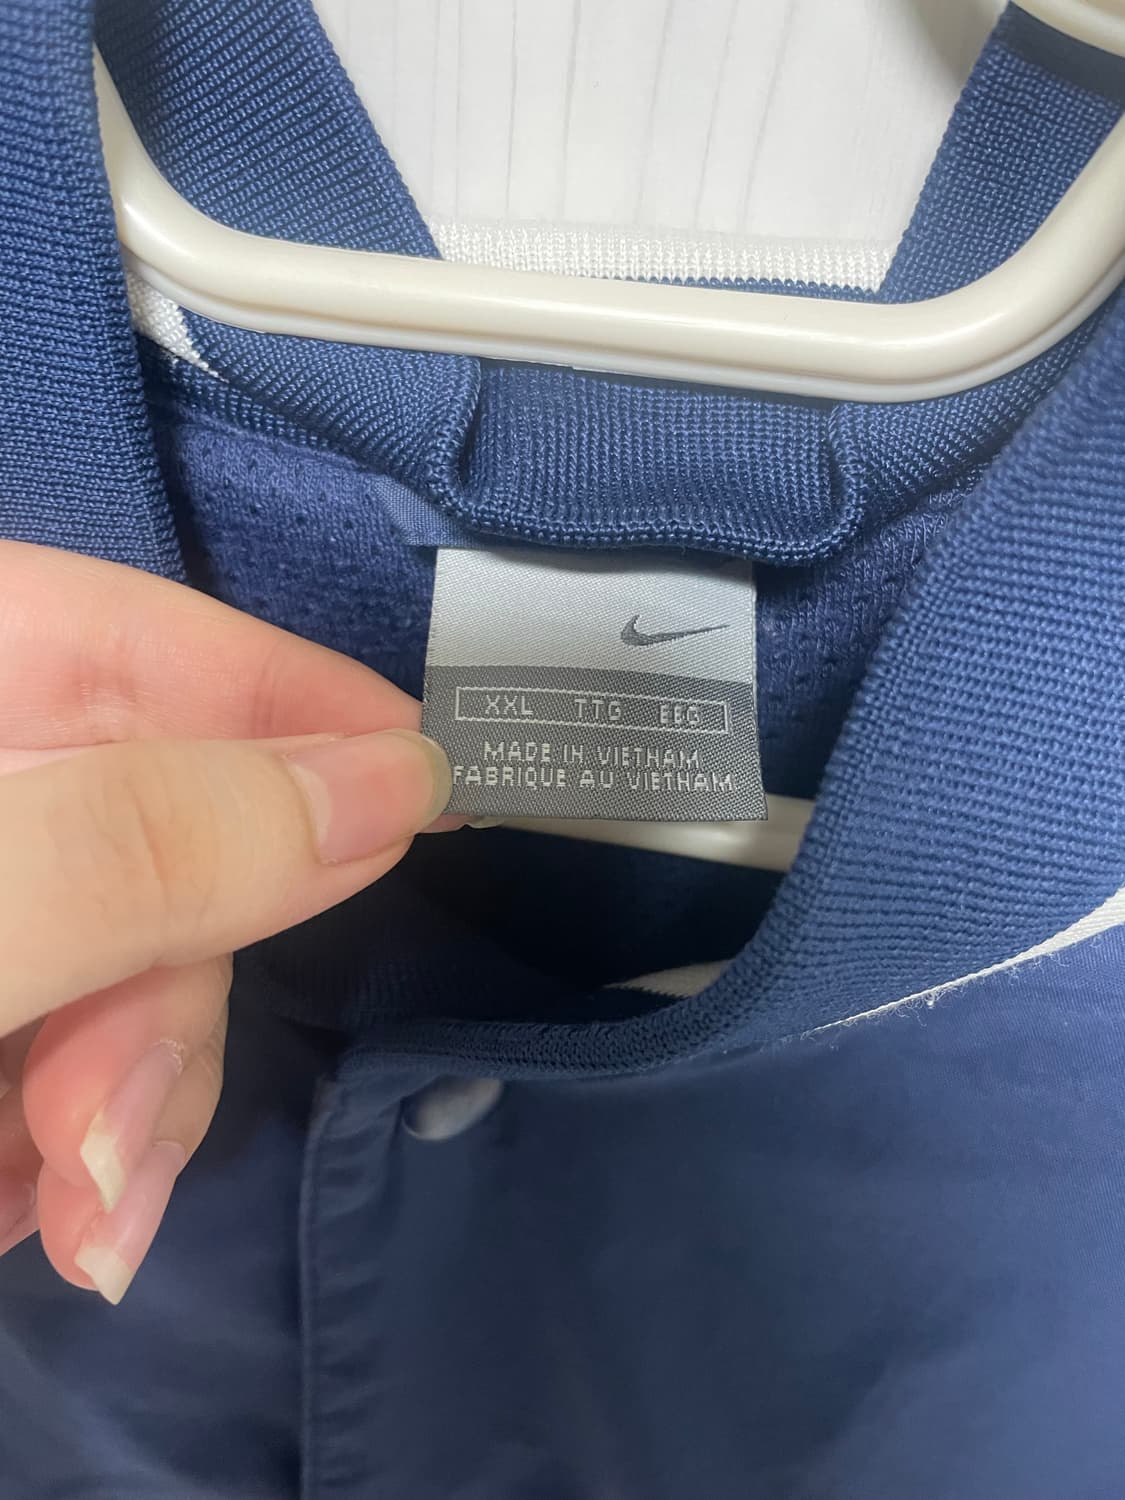 XXL TTG EEG
MADE IN VIETNAM
FABRIQUE AU VIETNAM